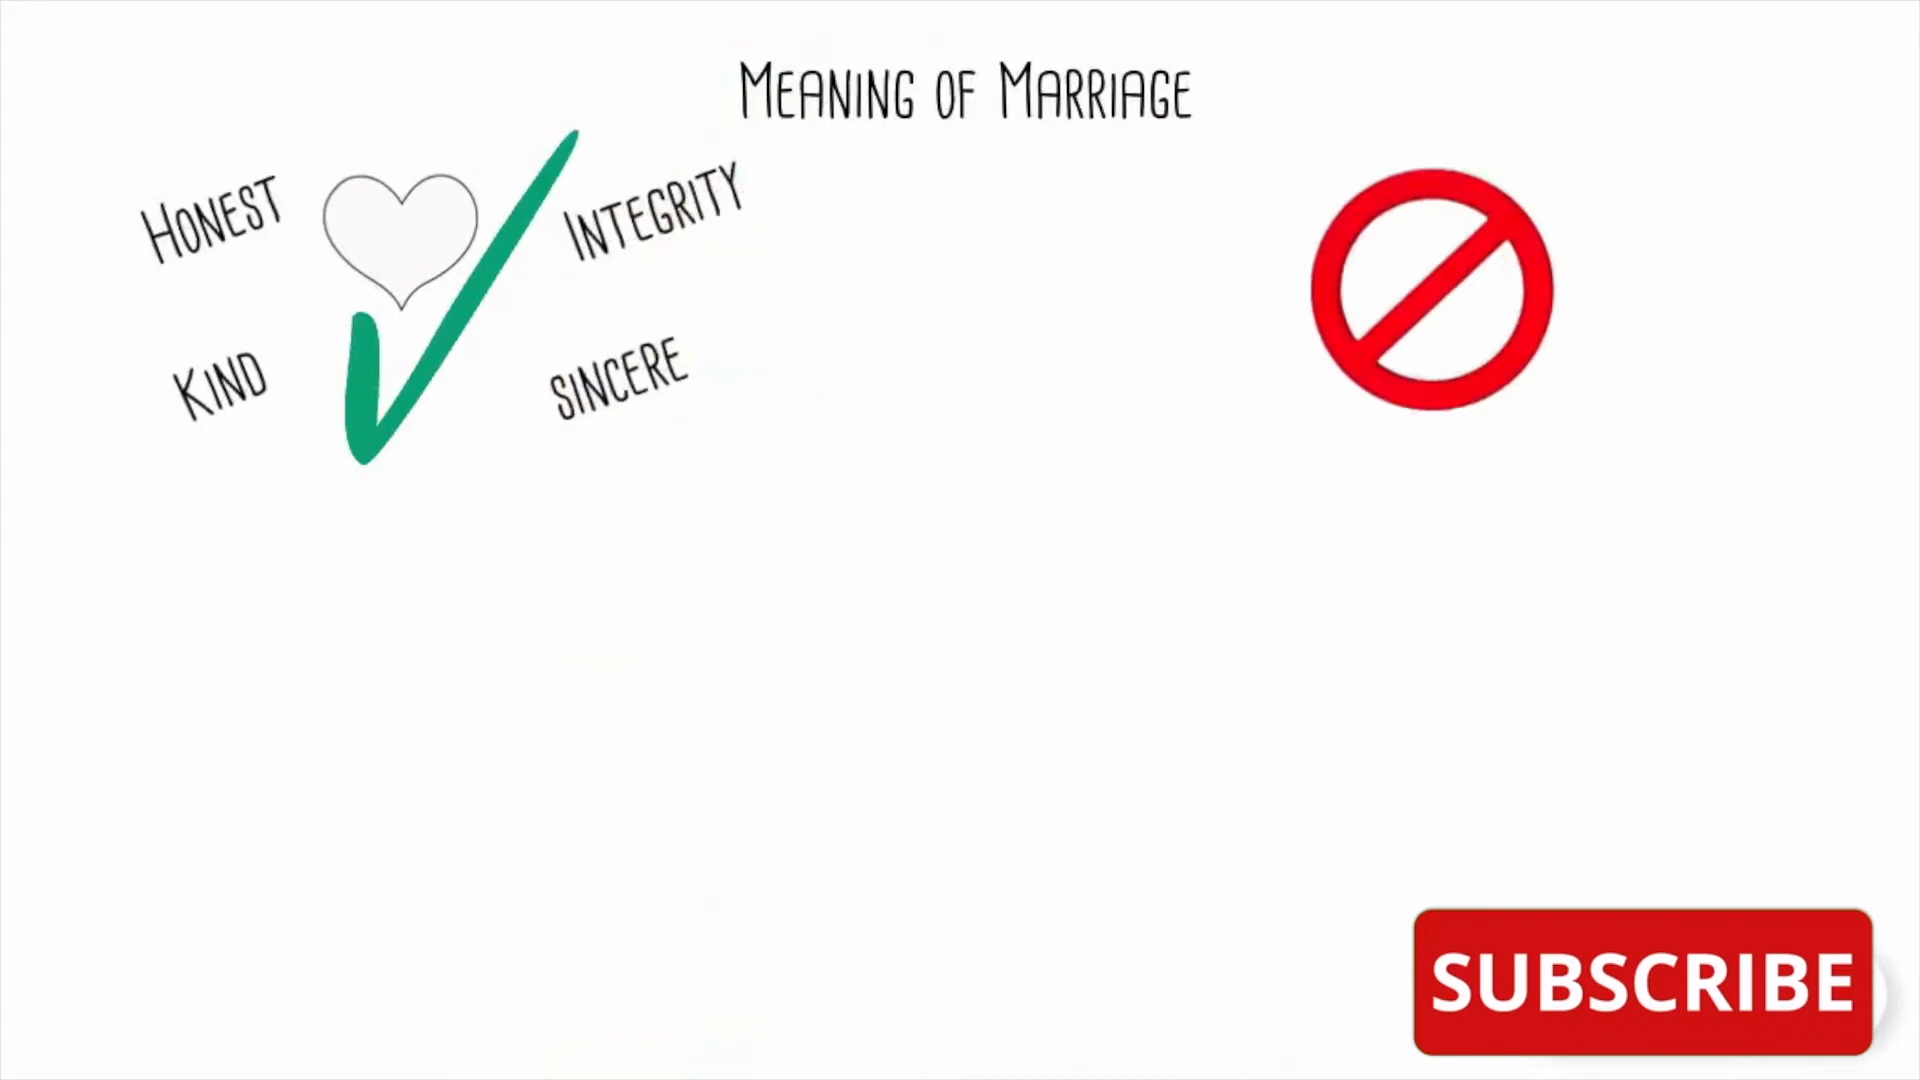 MEANING OF MARRIAGE
HONEST
INTEGRITY
KIND
SINCERE
SUBSCRIBE